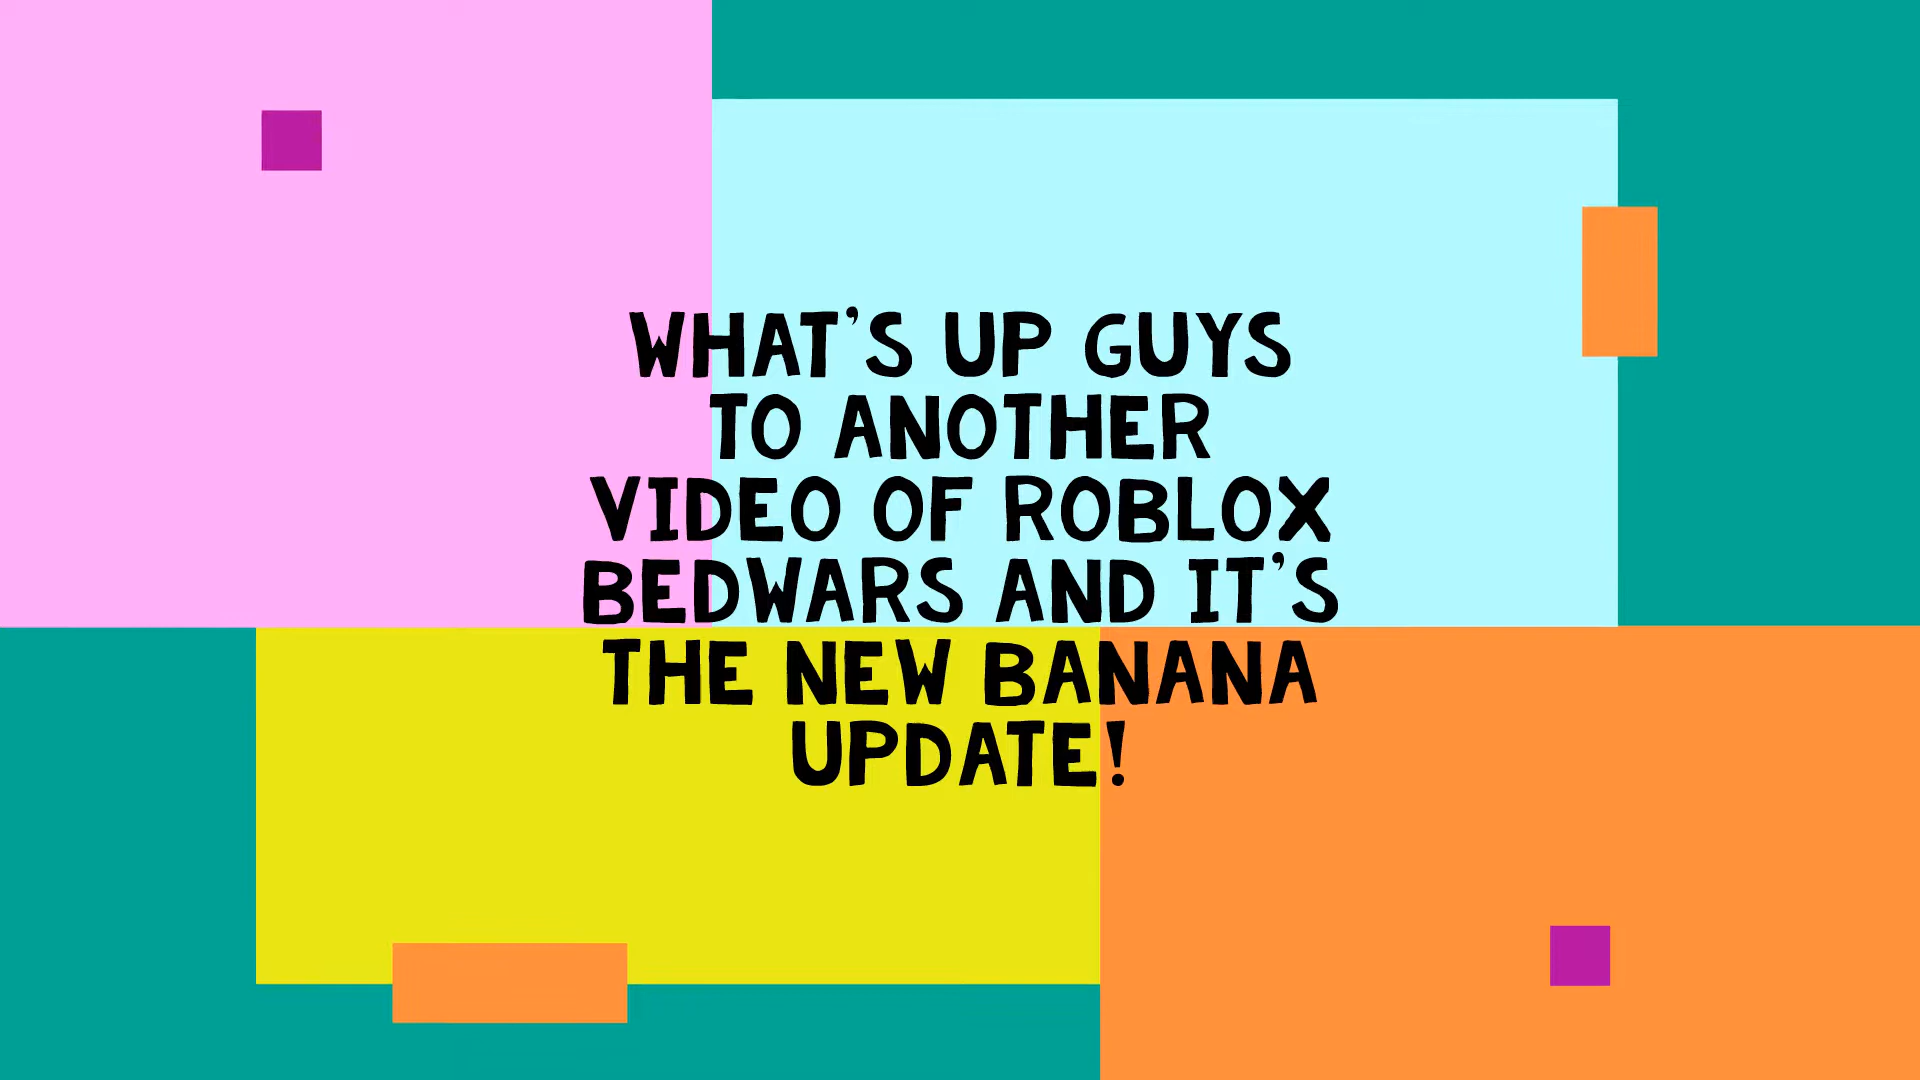 WHAT'S UP GUYS
TO ANOTHER
VIDEO OF ROBLOX
BEDWARS AND IT'S
THE NEW BANANA
UPDATE!